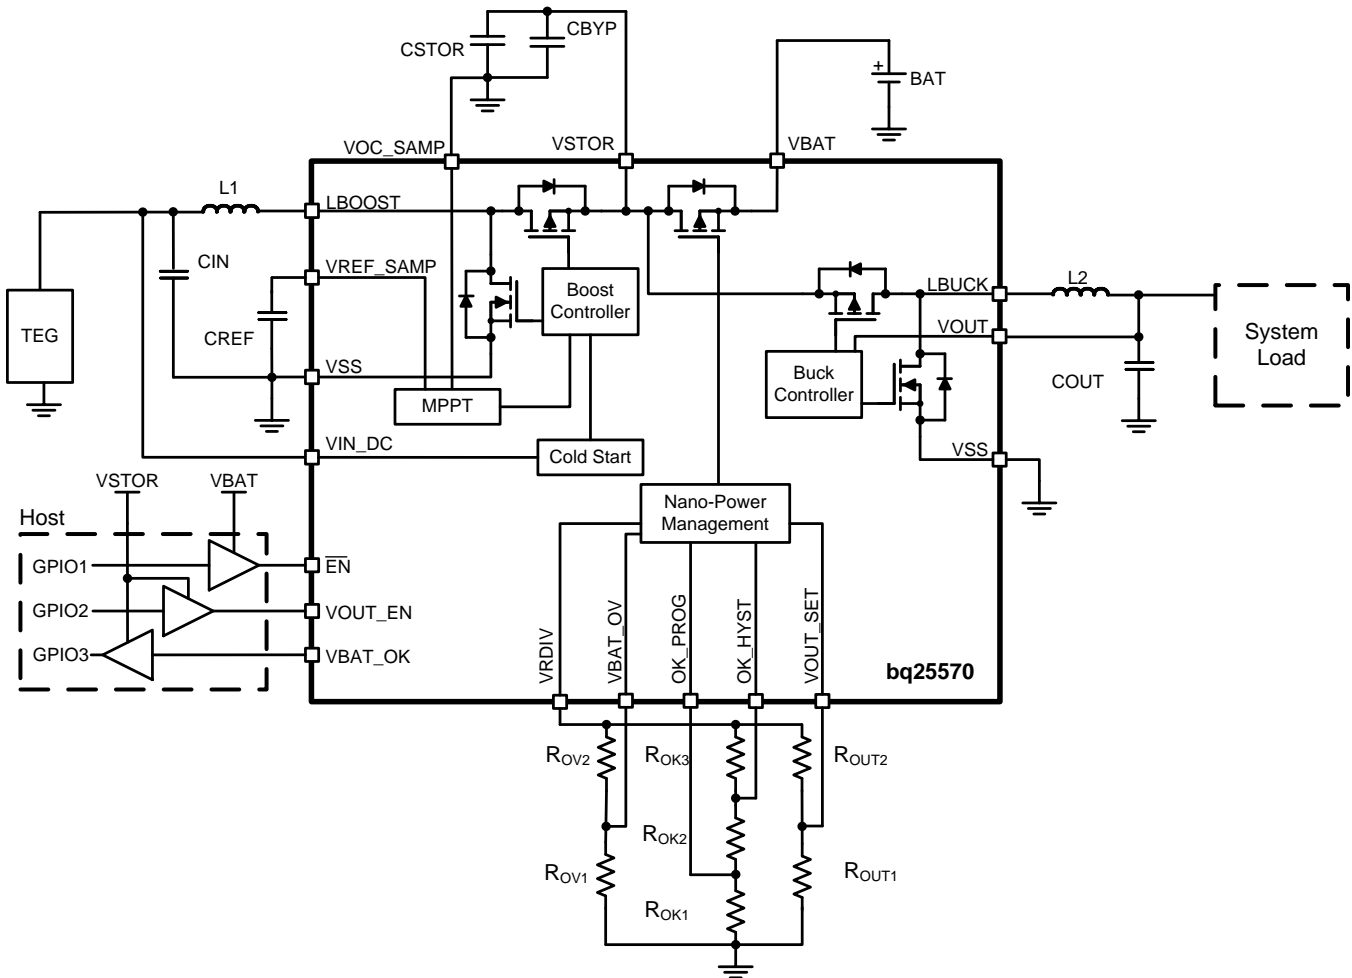 CBYP
CSTOR
+
BAT
VOC_SAMP
VSTOR
VBAT
L1
LBOOST
CIN
VREF_SAMP
Boost
Controller
LBUCK
L2
TEG
CREF
VOUT
System
Load
VSS
Buck
Controller
COUT
MPPT
VIN_DC
Cold Start
VSS
VSTOR
VBAT
Nano-Power
Management
Host
GPIO1
EN
GPIO2
VOUT_EN
GPIO3
VBAT_OK
VRDIV
VBAT_OV
OK_PROG
OK_HYST
VOUT_SET
bq25570
ROV2
ROK3
ROUT2
ROK2
ROV1
ROUT1
ROK1